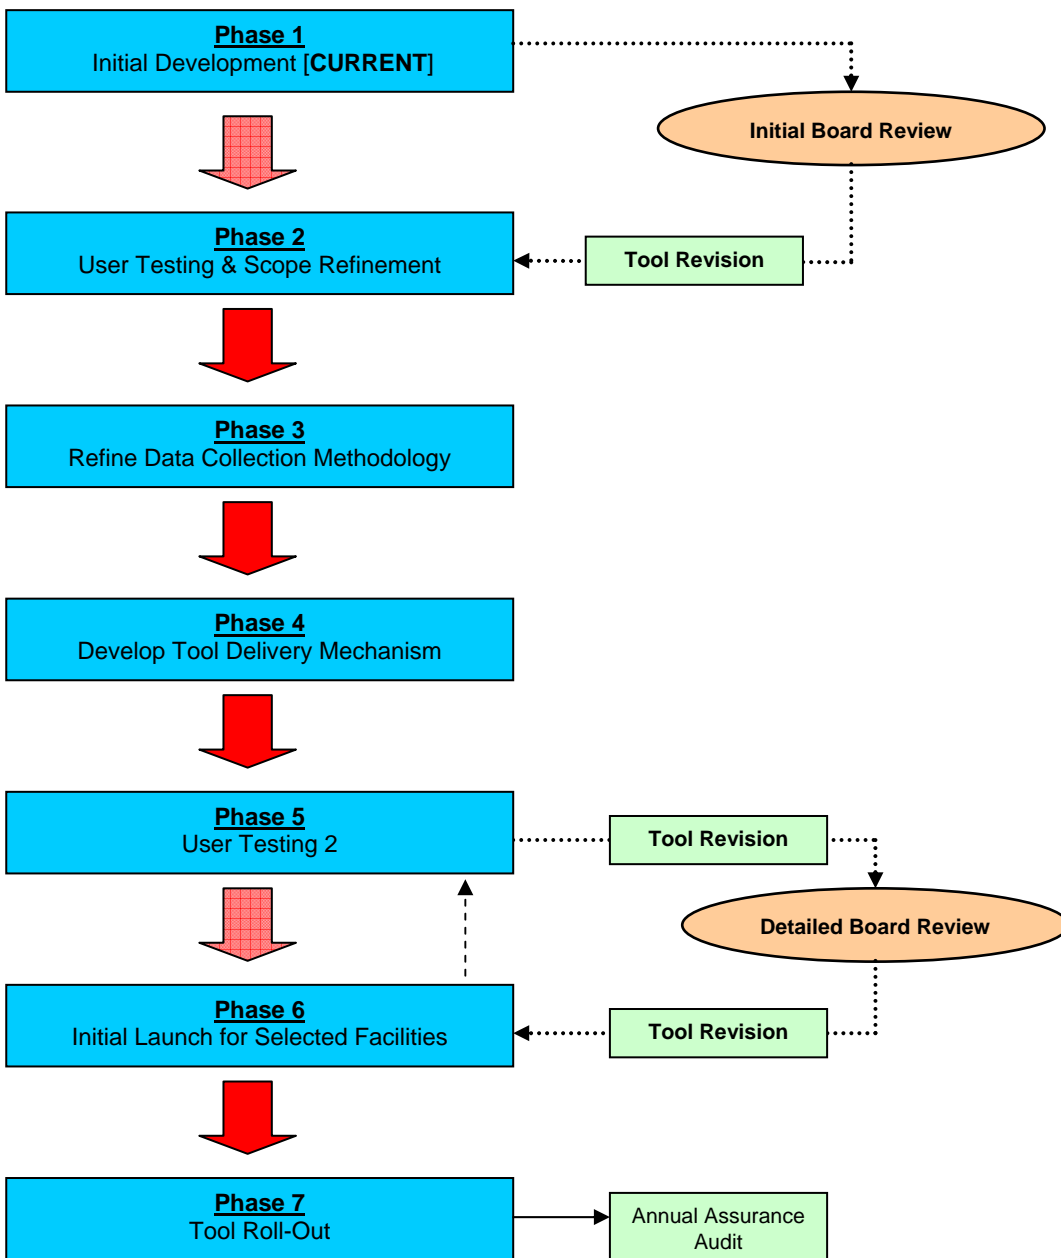 Phase 1
Initial Development [CURRENT]
Initial Board Review
Phase 2
User Testing & Scope Refinement
Tool Revision
Phase 3
Refine Data Collection Methodology
Phase 4
Develop Tool Delivery Mechanism
Phase 5
User Testing 2
Tool Revision
Detailed Board Review
Phase 6
Initial Launch for Selected Facilities
Tool Revision
Phase 7
Tool Roll-Out
Annual Assurance
Audit